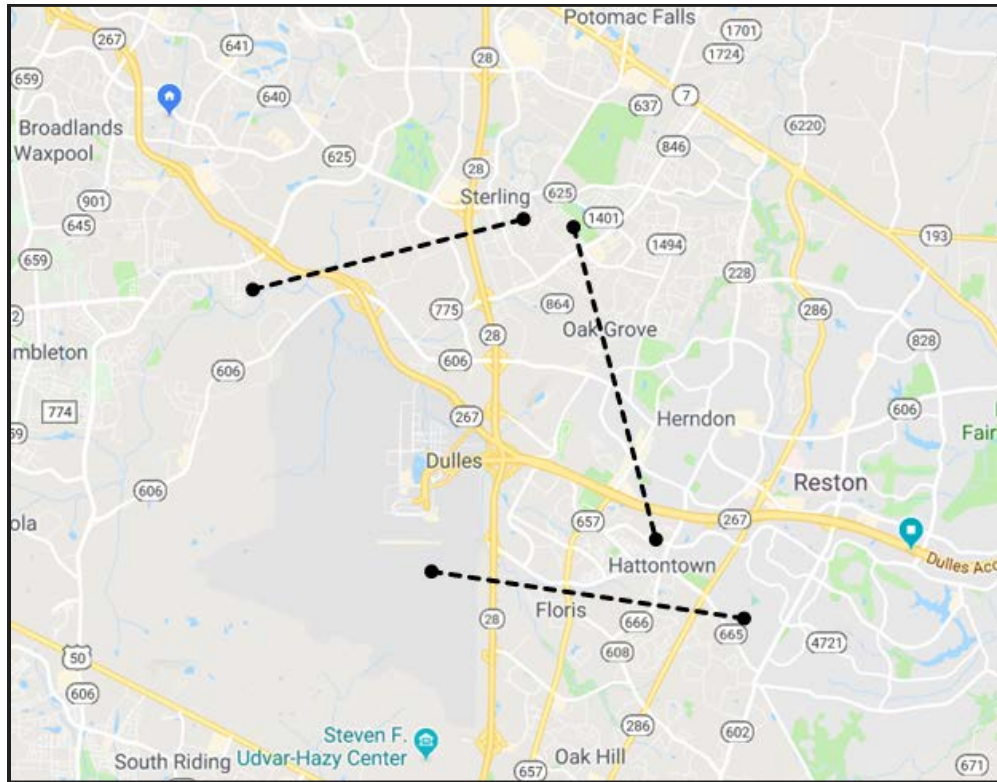 Potomac Falls
1701
267
641
28
1724
659
7
640
637
6220
Broadlands
846
Waxpool
625
28
901
Sterling
625
645
1401
193
1494
659
228
775
864
286
28
Oak Grove
mbleton
606
828
606
774
267
Herndon
606
Fair
Dulles
606
Reston
657
267
ola
Hattontown
Dulles Acc
Floris
28
666
665
608
4721
50
606
286
602
Steven F.
Udvar-Hazy Center
South Riding
Oak Hill
657
671